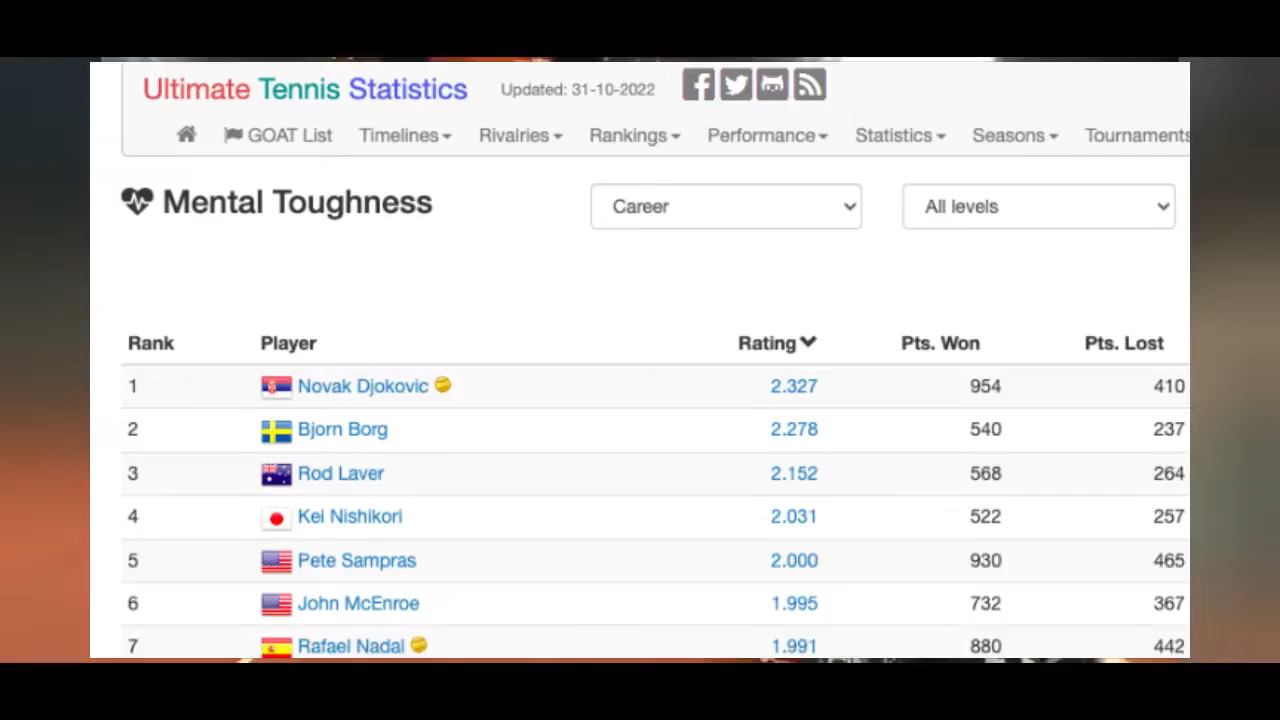 Ultimate Tennis Statistics Updated: 31-10-2022
GOAT List Timelines Rivalries Rankings Performance Statistics Seasons Tournaments
Mental Toughness Career All levels
Rank Player Rating Pts. Won Pts. Lost
1 Novak Djokovic 2.327 954 410
2 Bjorn Borg 2.278 540 237
3 Rod Laver 2.152 568 264
4 Kei Nishikori 2.031 522 257
5 Pete Sampras 2.000 930 465
6 John McEnroe 1.995 732 367
7 Rafael Nadal 1.991 880 442